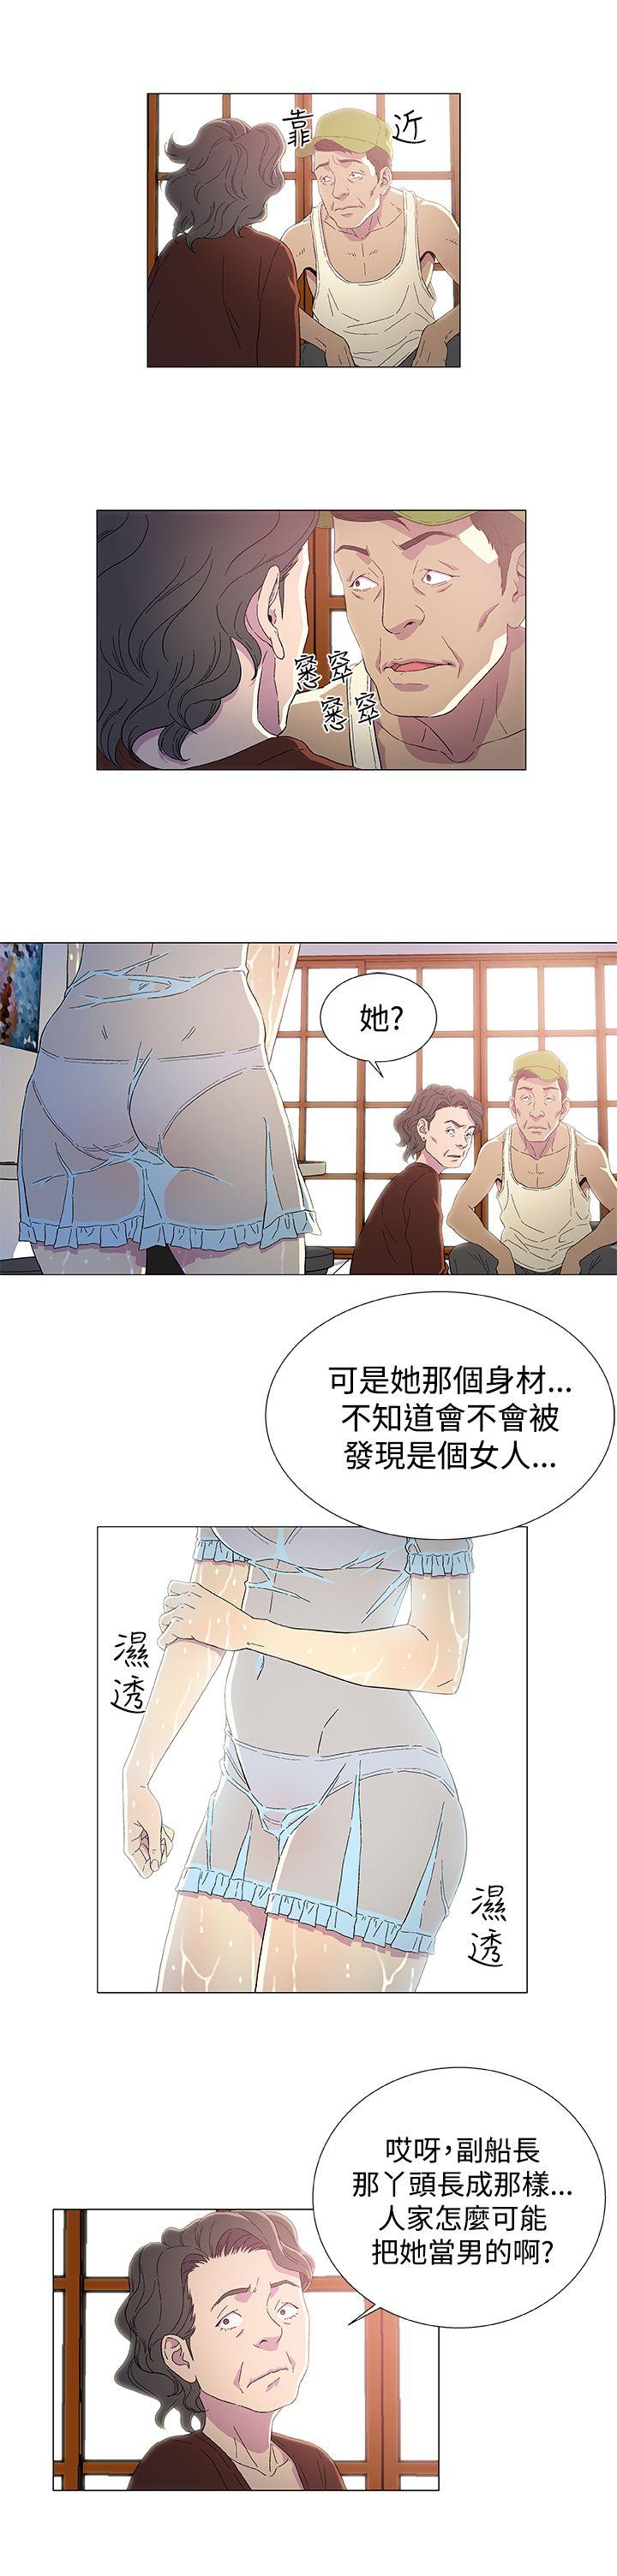 靠近
窸窣
窸窣
她?
可是她那個身材...
不知道會不會被
發現是個女人...
濕透
濕透
哎呀,副船長
那丫頭長成那樣...
人家怎麼可能
把她當男的啊?